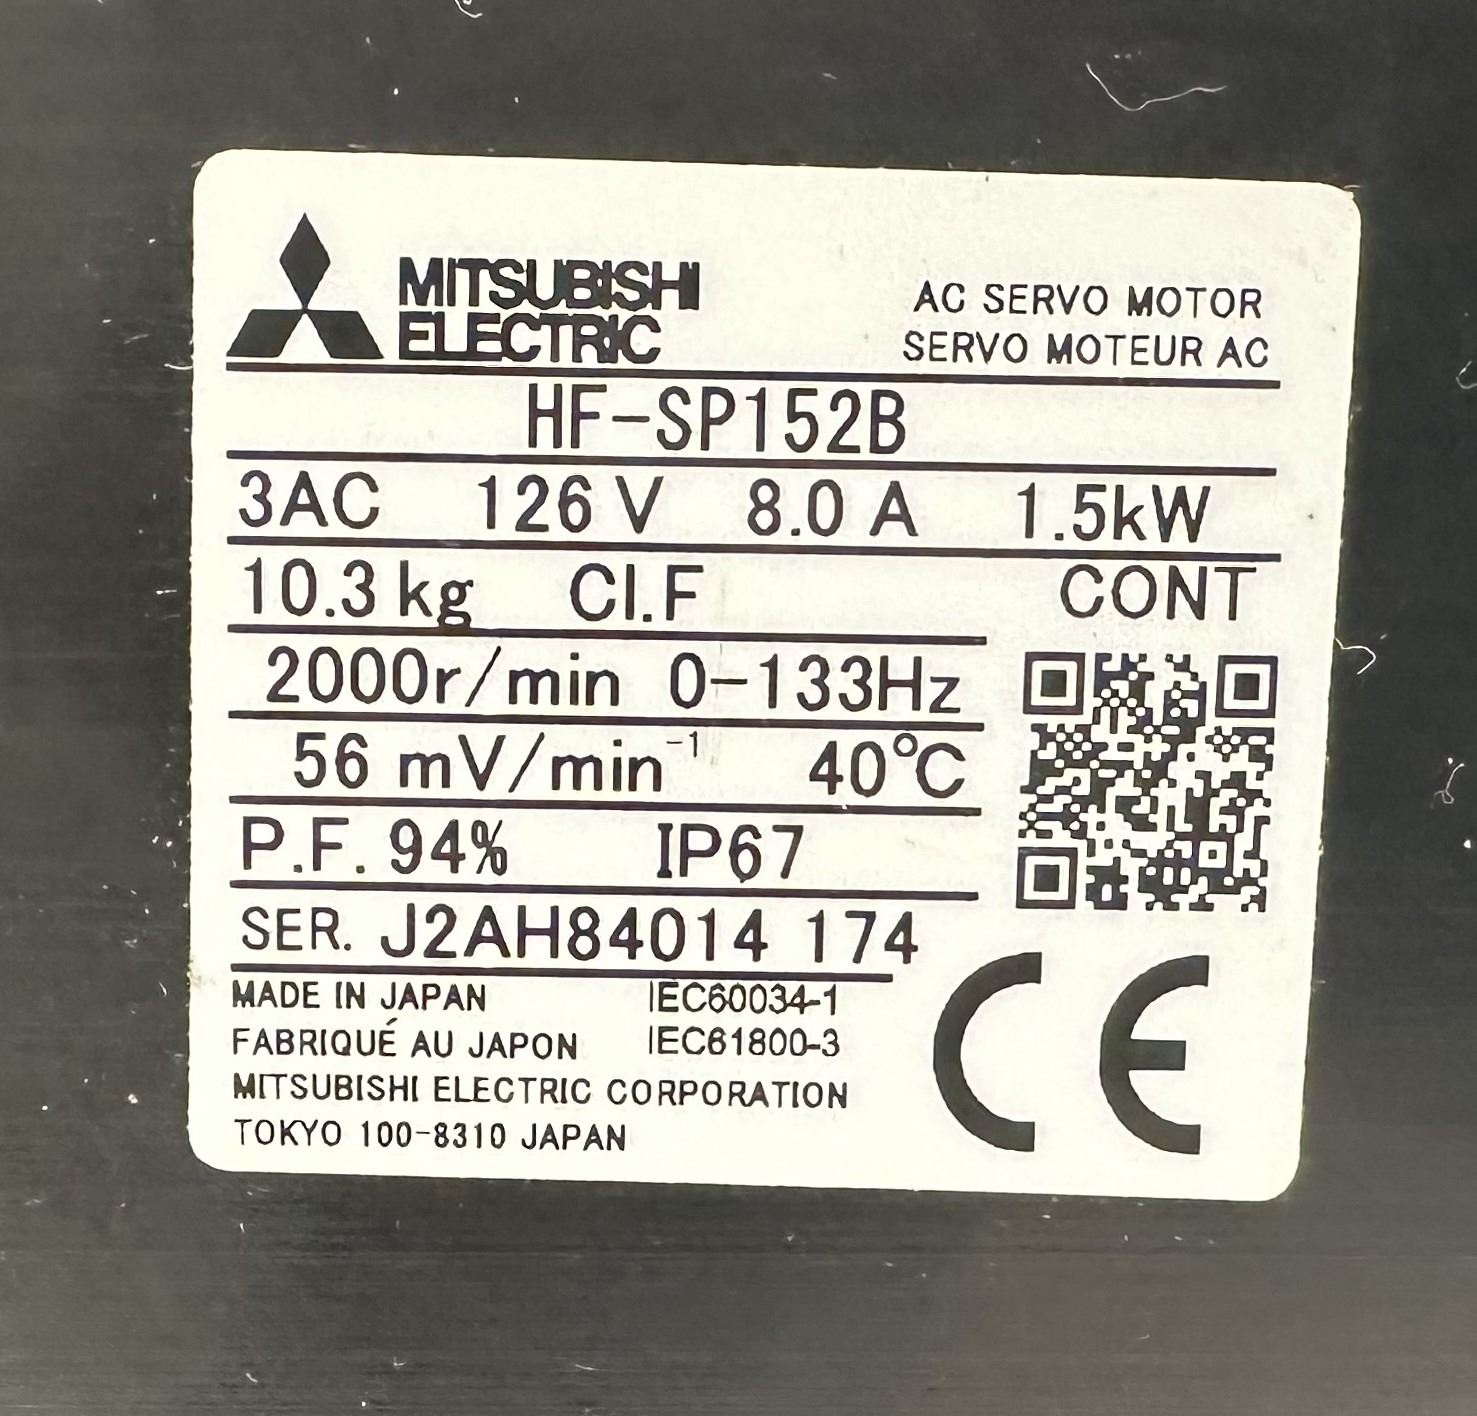 MITSUBISHI
ELECTRIC
AC SERVO MOTOR
SERVO MOTEUR AC
HF-SP152B
3AC 126 V 8.0 A 1.5kW
10.3 kg Cl.F CONT
2000r/min 0-133Hz
56 mV/min⁻¹ 40°C
P.F. 94% IP67
SER. J2AH84014 174
MADE IN JAPAN IEC60034-1
FABRIQUÉ AU JAPON IEC61800-3
MITSUBISHI ELECTRIC CORPORATION
TOKYO 100-8310 JAPAN
CE